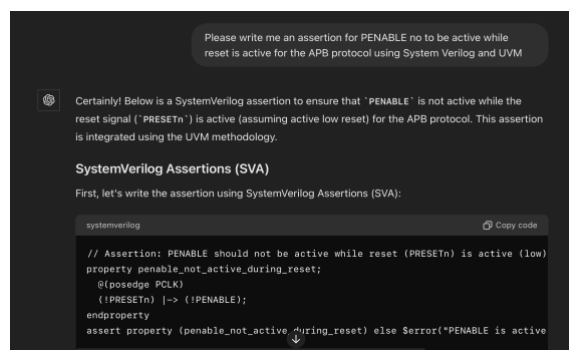 Please write me an assertion for PENABLE no to be active while
reset is active for the APB protocol using System Verilog and UVM
Certainly! Below is a SystemVerilog assertion to ensure that `PENABLE` is not active while the
reset signal (`PRESETn`) is active (assuming active low reset) for the APB protocol. This assertion
is integrated using the UVM methodology.
SystemVerilog Assertions (SVA)
First, let's write the assertion using SystemVerilog Assertions (SVA):
systemverilog Copy code
// Assertion: PENABLE should not be active while reset (PRESETn) is active (low)
property penable_not_active_during_reset;
@(posedge PCLK)
(!PRESETn) |-> (!PENABLE);
endproperty
assert property (penable_not_active_during_reset) else $error("PENABLE is active